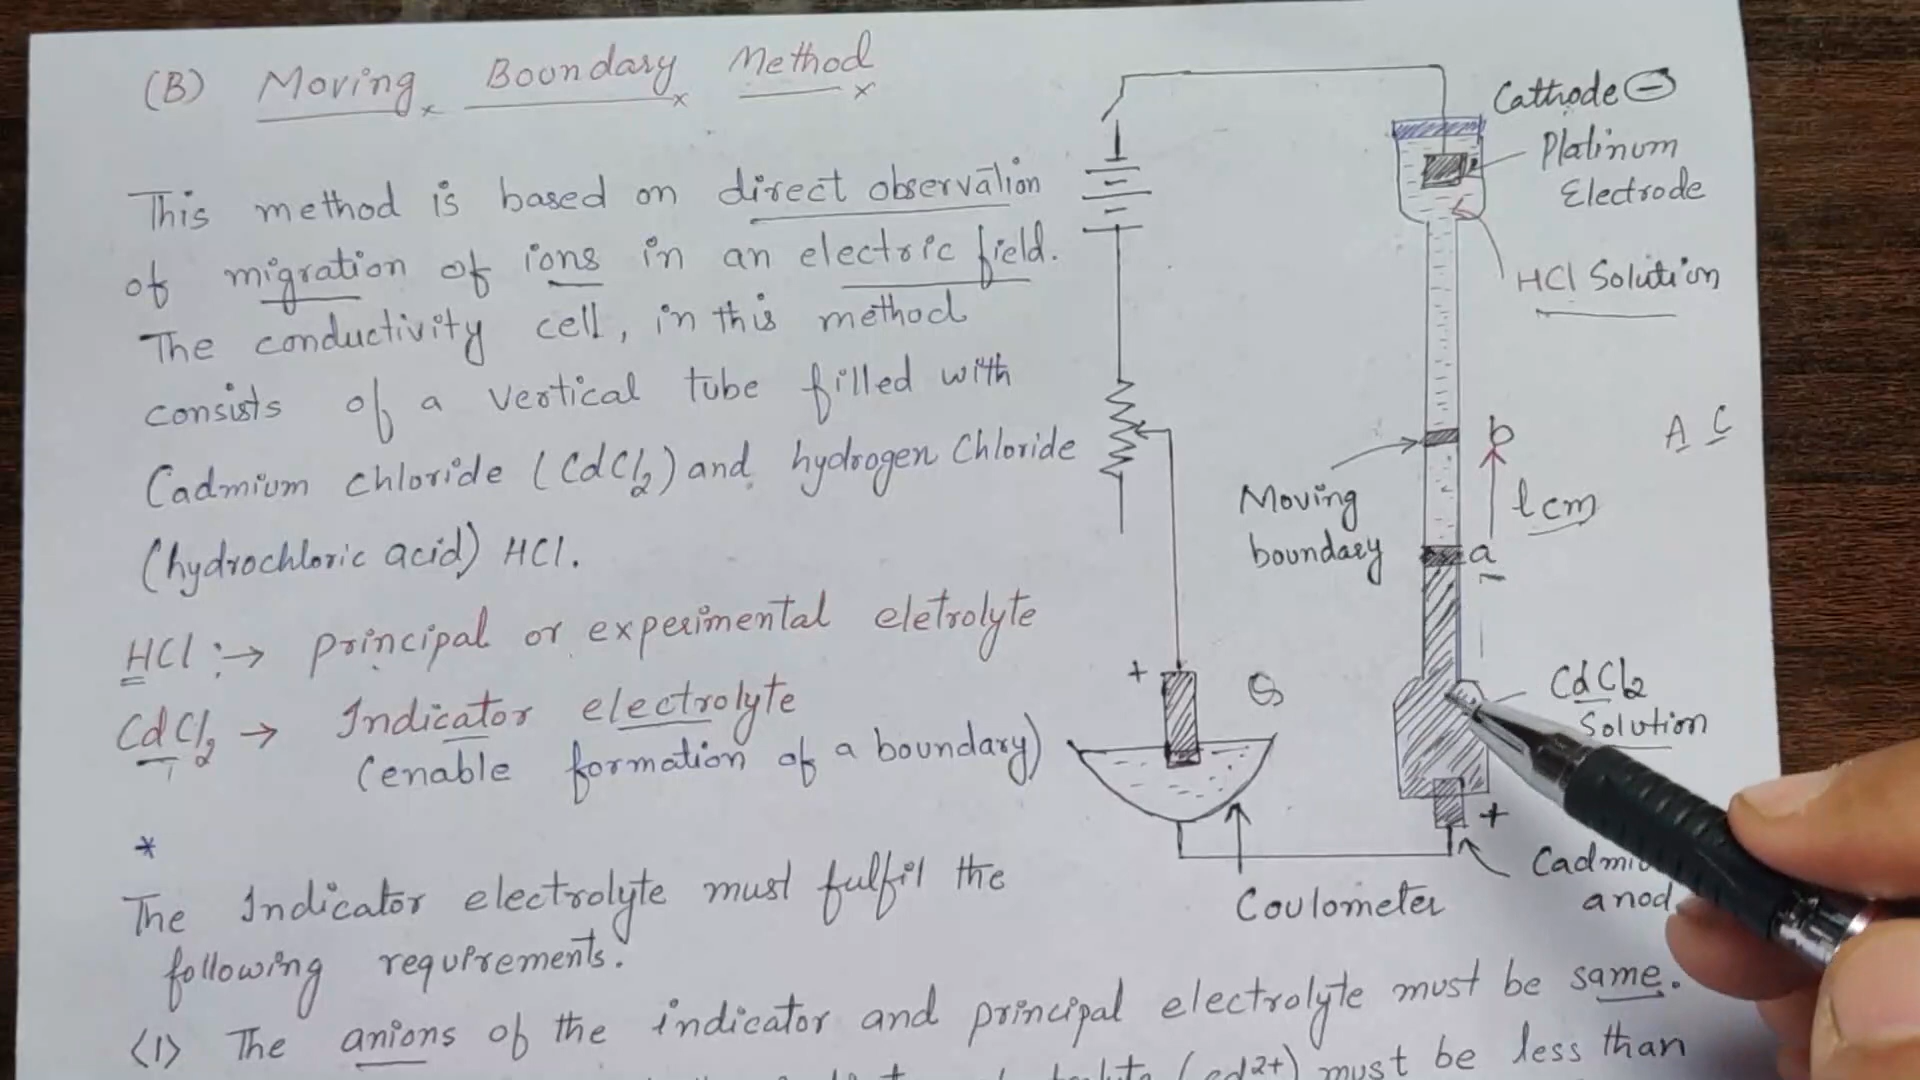 (B) Moving Boundary Method
This method is based on direct observation
of migration of ions in an electric field.
The conductivity cell, in this method
consists of a vertical tube filled with
Cadmium chloride (CdCl₂) and hydrogen Chloride
(hydrochloric acid) HCl.
HCl :→ principal or experimental eletrolyte
CdCl₂ → Indicator electrolyte
(enable formation of a boundary)
*
The Indicator electrolyte must fulfil the
following requirements.
(1) The anions of the indicator and principal electrolyte must be same.
(cd2+) must be less than
Cathode ⊖
Platinum
Electrode
HCl Solution
A C
b
l cm
Moving
boundary
a
CdCl₂
Solution
+
+
Coulometer